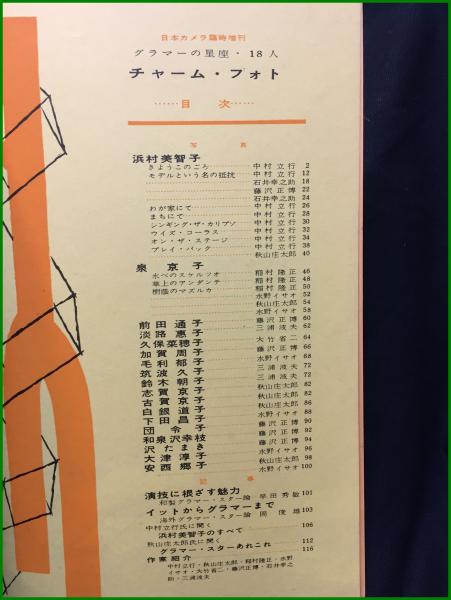 日本カメラ臨時増刊
グラマーの星座・18人
チャーム・フォト
……目次……
写真
浜村美智子
きようこのごろ 中村立行 2
モデルという名の抵抗 中村立行 12
石井幸之助 18
藤沢正博 22
石井幸之助 24
わが家にて 中村立行 26
まちにて 中村立行 28
シンギング・ザ・カリプソ 中村立行 30
ウイズ・コーラス 中村立行 32
オン・ザ・ステージ 中村立行 34
プレイ・バック 中村立行 38
秋山庄太郎 40
泉京子
水べのスケルツオ 稲村隆正 46
草上のアンダンテ 稲村隆正 48
樹蔭のマズルカ 稲村隆正 50
水野イサオ 52
秋山庄太郎 54
水野イサオ 58
藤沢正博 60
前田通子 三浦波夫 62
淡路恵子 大竹省二 64
久保菜穂子 藤沢正博 66
加賀周子 水野イサオ 68
毛利郁子 三浦波夫 72
筑波久子 三浦波夫 72
鈴木朝子 秋山庄太郎 82
志賀京子 秋山庄太郎 82
古賀京子 秋山庄太郎 86
白銀道子 水野イサオ 88
下田昌子 藤沢正博 90
団令子 藤沢正博 92
和泉沢幸枝 藤沢正博 94
沢たまき 水野イサオ 96
大津淳子 秋山庄太郎 98
安西郷子 水野イサオ 100
記事
演技に根ざす魅力
和製グラマー・スター論 早田秀敏 101
イットからグラマーまで
海外グラマー・スター論 岡俊雄 103
中村立行氏に聞く 106
浜村美智子のすべて
秋山庄太郎氏に聞く 112
グラマー・スターあれこれ
作家紹介 116
中村立行・秋山庄太郎・稲村隆正・水野
イサオ・大竹省二・藤沢正博・石井幸之
助・三浦波夫